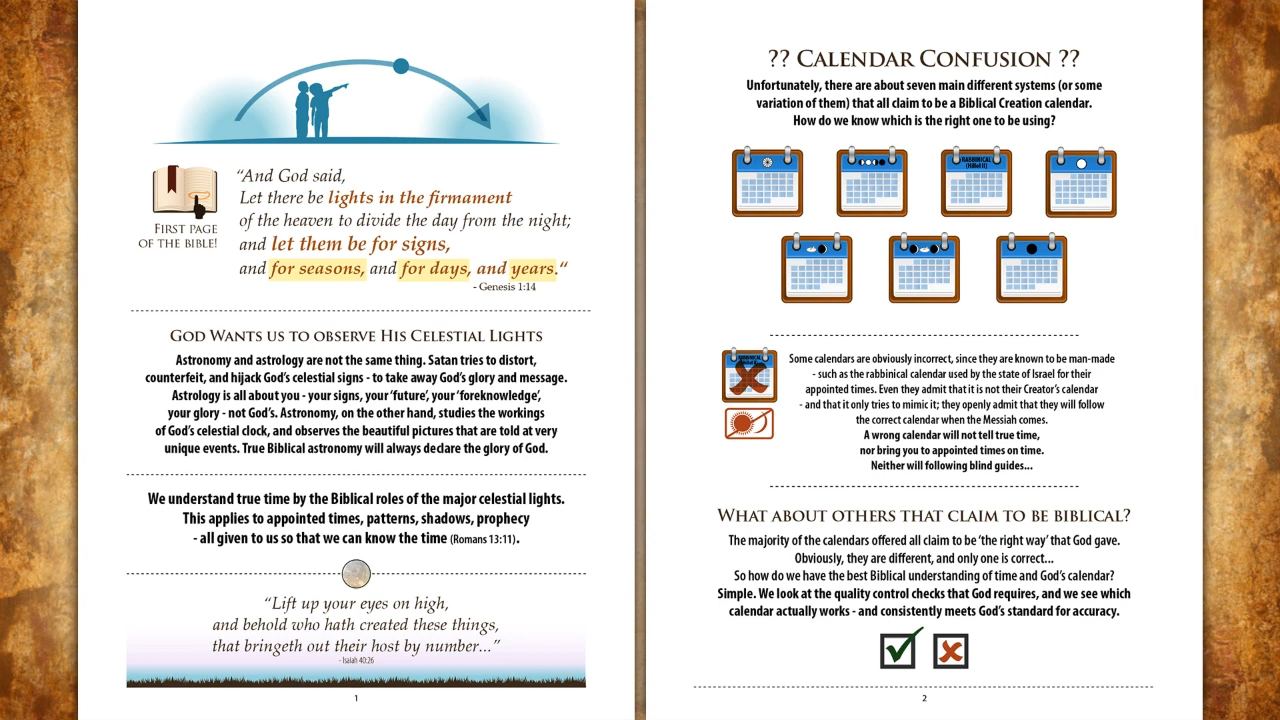 “And God said,
Let there be lights in the firmament
of the heaven to divide the day from the night;
and let them be for signs,
and for seasons, and for days, and years.“
- Genesis 1:14
First page
of the Bible!
God Wants us to observe His Celestial Lights
Astronomy and astrology are not the same thing. Satan tries to distort,
counterfeit, and hijack God’s celestial signs - to take away God’s glory and message.
Astrology is all about you - your signs, your ‘future’, your ‘foreknowledge’,
your glory - not God’s. Astronomy, on the other hand, studies the workings
of God’s celestial clock, and observes the beautiful pictures that are told at very
unique events. True Biblical astronomy will always declare the glory of God.
We understand true time by the Biblical roles of the major celestial lights.
This applies to appointed times, patterns, shadows, prophecy
- all given to us so that we can know the time (Romans 13:11).
“Lift up your eyes on high,
and behold who hath created these things,
that bringeth out their host by number...”
- Isaiah 40:26
1
?? Calendar Confusion ??
Unfortunately, there are about seven main different systems (or some
variation of them) that all claim to be a Biblical Creation calendar.
How do we know which is the right one to be using?
RABBINICAL
(Hillel II)
Some calendars are obviously incorrect, since they are known to be man-made
- such as the rabbinical calendar used by the state of Israel for their
appointed times. Even they admit that it is not their Creator’s calendar
- and that it only tries to mimic it; they openly admit that they will follow
the correct calendar when the Messiah comes.
A wrong calendar will not tell true time,
nor bring you to appointed times on time.
Neither will following blind guides...
What about others that claim to be biblical?
The majority of the calendars offered all claim to be ‘the right way’ that God gave.
Obviously, they are different, and only one is correct...
So how do we have the best Biblical understanding of time and God’s calendar?
Simple. We look at the quality control checks that God requires, and we see which
calendar actually works - and consistently meets God’s standard for accuracy.
2